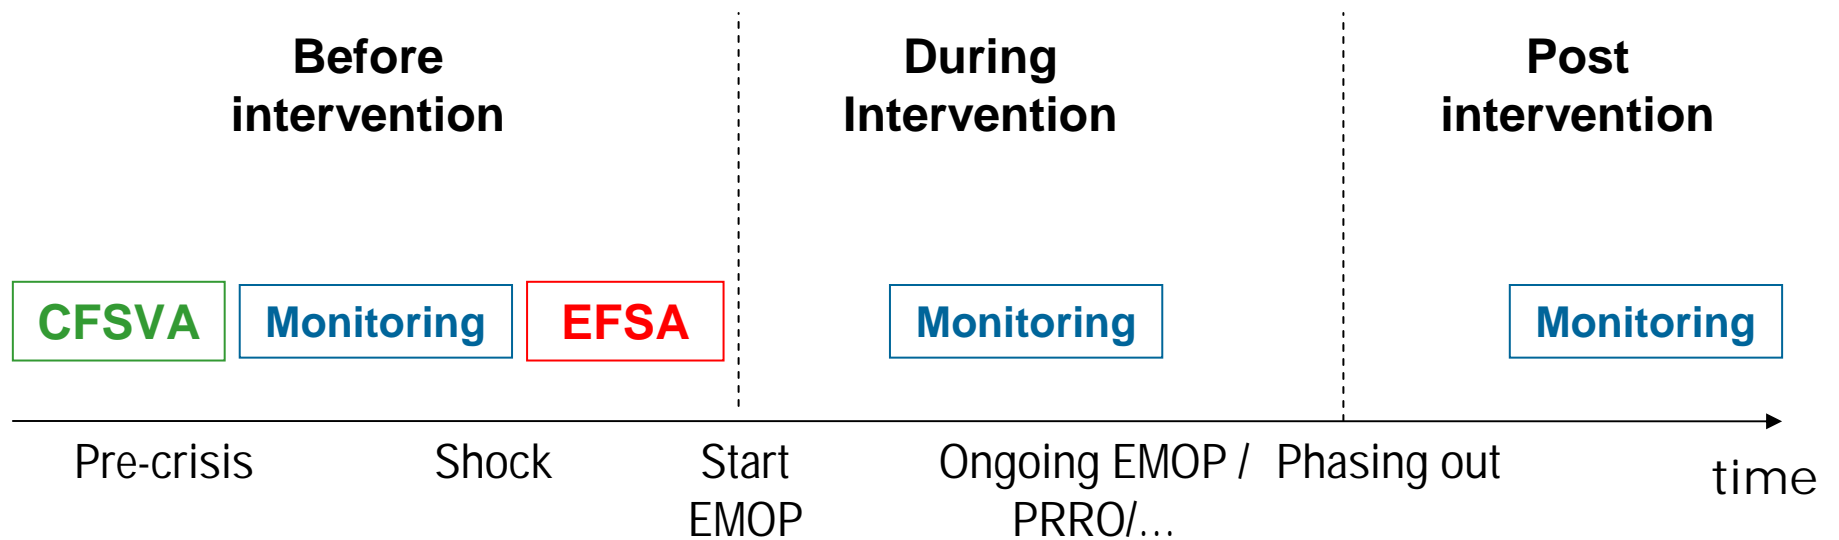 Before
intervention
During
Intervention
Post
intervention
CFSVA
Monitoring
EFSA
Monitoring
Monitoring
Pre-crisis
Shock
Start
EMOP
Ongoing EMOP /
PRRO/...
Phasing out
time